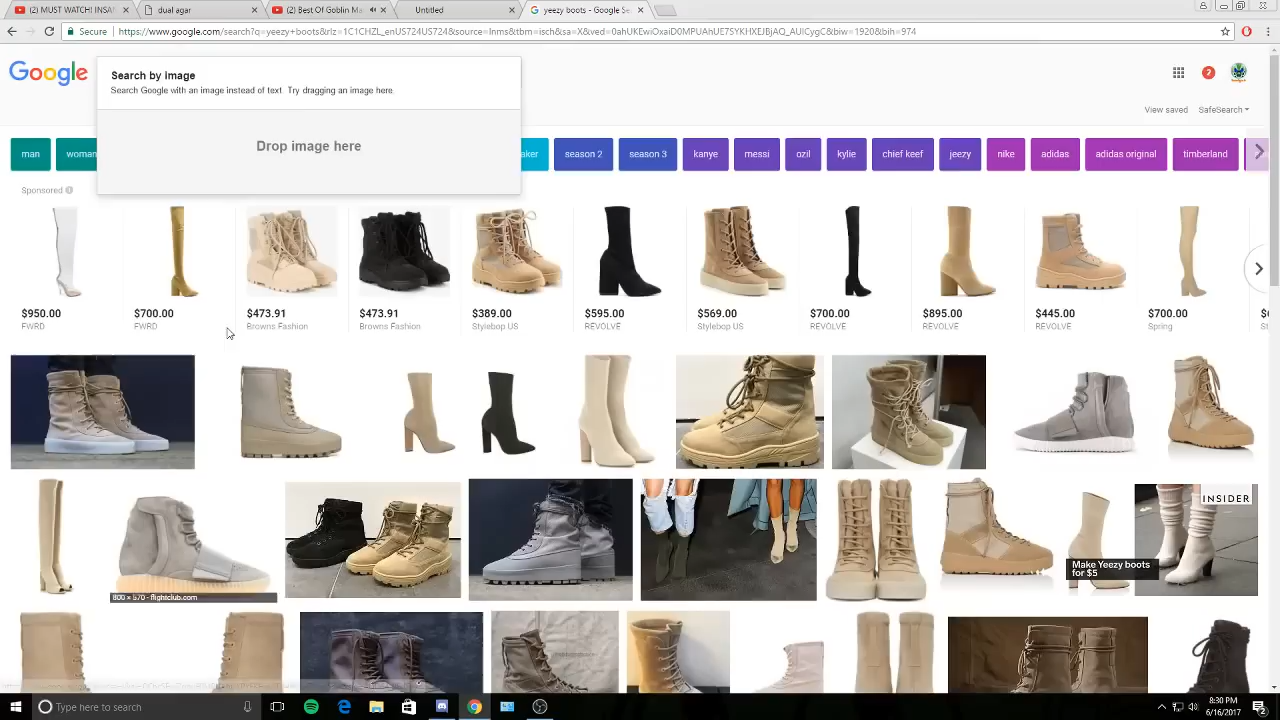 (2) MUST WATCH! INSA
dual agar
(2) Best Of Goblin Ma
Untitled
yeezy boots - Google Se
Secure
https://www.google.com/search?q=yeezy+boots&rlz=1C1CHZL_enUS724US724&source=lnms&tbm=isch&sa=X&ved=0ahUKEwiOxaiD0MPUAhUE7SYKHXEJBjAQ_AUICygC&biw=1920&bih=974
Google
Search by image
Search Google with an image instead of text. Try dragging an image here.
Drop image here
2
View saved
SafeSearch
man
woman
aker
season 2
season 3
kanye
messi
ozil
kylie
chief keef
jeezy
nike
adidas
adidas original
timberland
Sponsored
$950.00
FWRD
$700.00
FWRD
$473.91
Browns Fashion
$473.91
Browns Fashion
$389.00
Stylebop US
$595.00
REVOLVE
$569.00
Stylebop US
$700.00
REVOLVE
$895.00
REVOLVE
$445.00
REVOLVE
$700.00
Spring
INSIDER
Make Yeezy boots
for $5
800 × 570 - flightclub.com
Type here to search
8:30 PM
6/16/2017